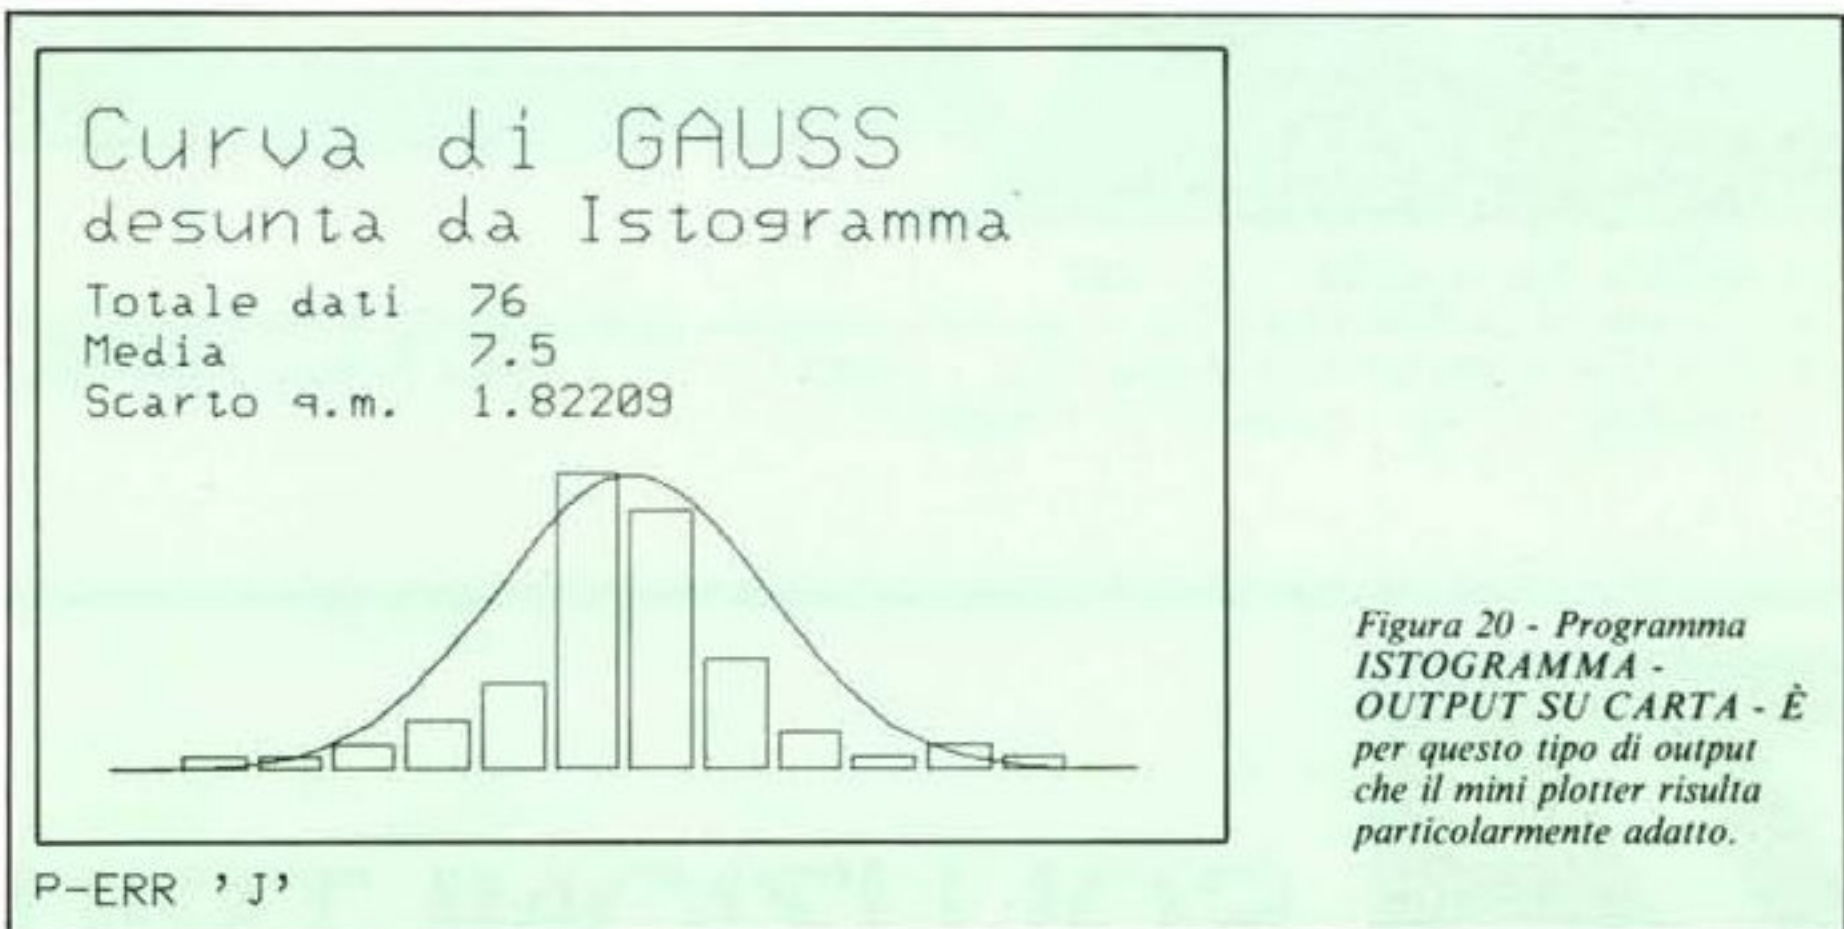 Curva di GAUSS
desunta da Istogramma
Totale dati 76
Media 7.5
Scarto q.m. 1.82209
P-ERR 'J'
Figura 20 - Programma
ISTOGRAMMA -
OUTPUT SU CARTA - È
per questo tipo di output
che il mini plotter risulta
particolarmente adatto.